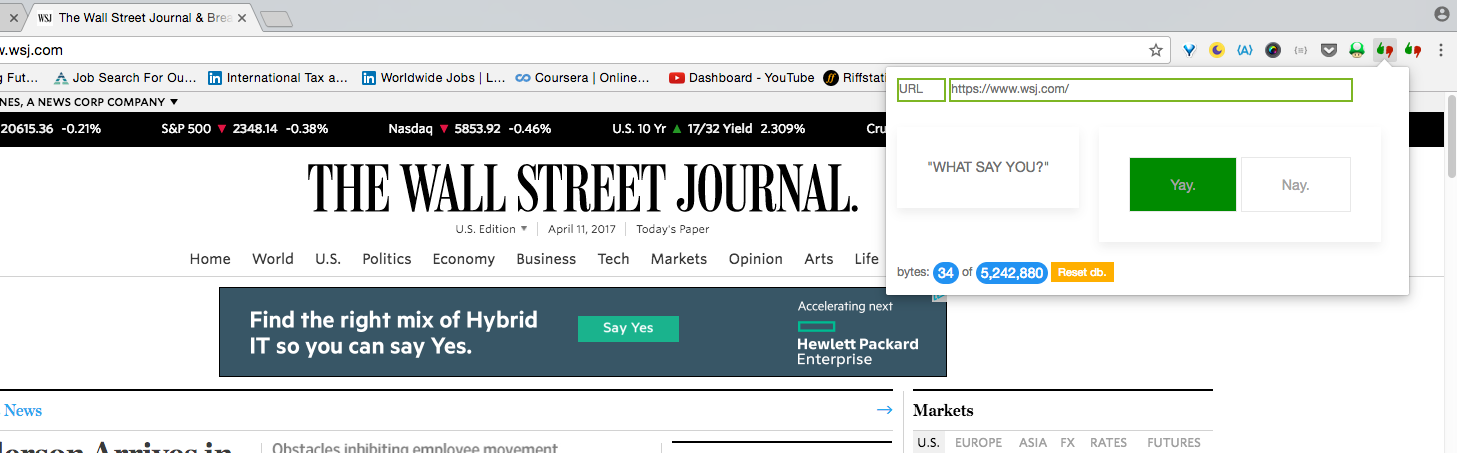 WSJ The Wall Street Journal & Brea
w.wsj.com
g Fut... Job Search For Ou... in International Tax a... in Worldwide Jobs | L... Coursera | Online... Dashboard - YouTube ff Riffstat
NES, A NEWS CORP COMPANY
20615.36 -0.21% S&P 500 2348.14 -0.38% Nasdaq 5853.92 -0.46% U.S. 10 Yr 17/32 Yield 2.309% Cru
THE WALL STREET JOURNAL.
U.S. Edition April 11, 2017 Today's Paper
Home World U.S. Politics Economy Business Tech Markets Opinion Arts Life
URL https://www.wsj.com/
"WHAT SAY YOU?"
Yay. Nay.
bytes: 34 of 5,242,880 Reset db.
Find the right mix of Hybrid
IT so you can say Yes.
Say Yes
Accelerating next
Hewlett Packard
Enterprise
News
Obstacles inhibiting employee movement
Markets
U.S. EUROPE ASIA FX RATES FUTURES